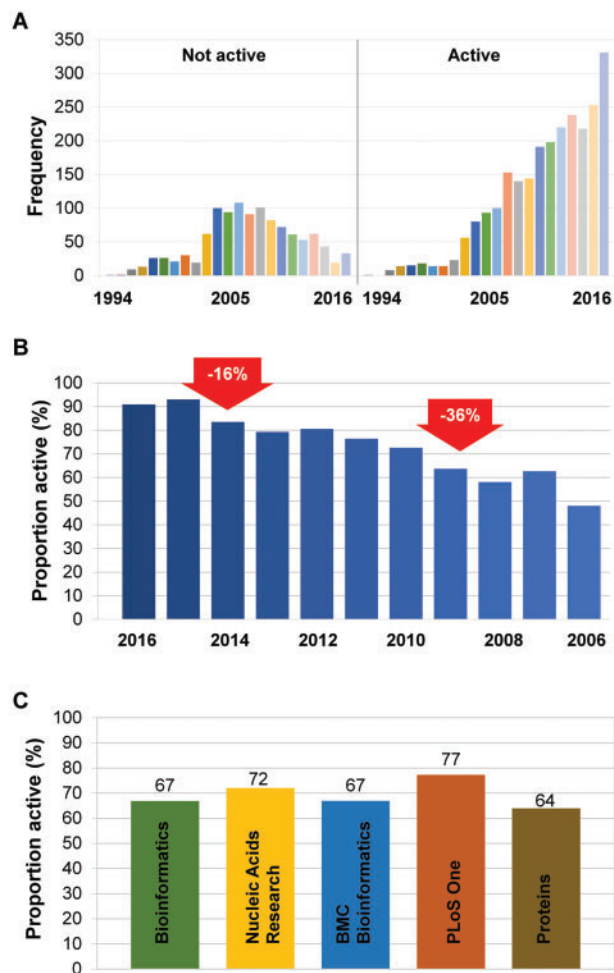 A
350
300
250
200
150
100
50
0
Frequency
Not active
Active
1994 2005 2016 1994 2005 2016
B
-16%
-36%
100
90
80
70
60
50
40
30
20
10
0
Proportion active (%)
2016 2014 2012 2010 2008 2006
C
100
90
80
70
60
50
40
30
20
10
0
Proportion active (%)
67
72
67
77
64
Bioinformatics
Nucleic Acids
Research
BMC
Bioinformatics
PLoS One
Proteins